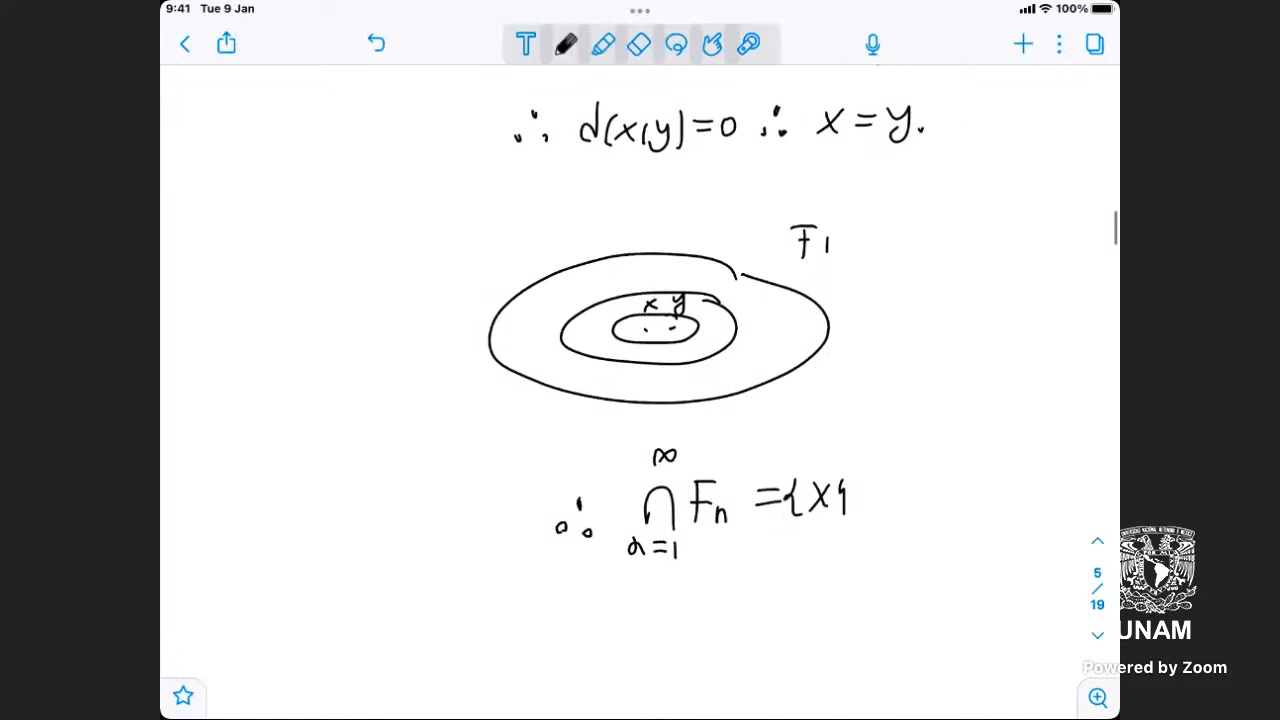 9:41 Tue 9 Jan 100%
T
∴ d(x,y)=0 ∴ x=y.
F1
x y
∞
∴ ∩ Fn ={x}
n=1
5
/
19
UNAM
Powered by Zoom